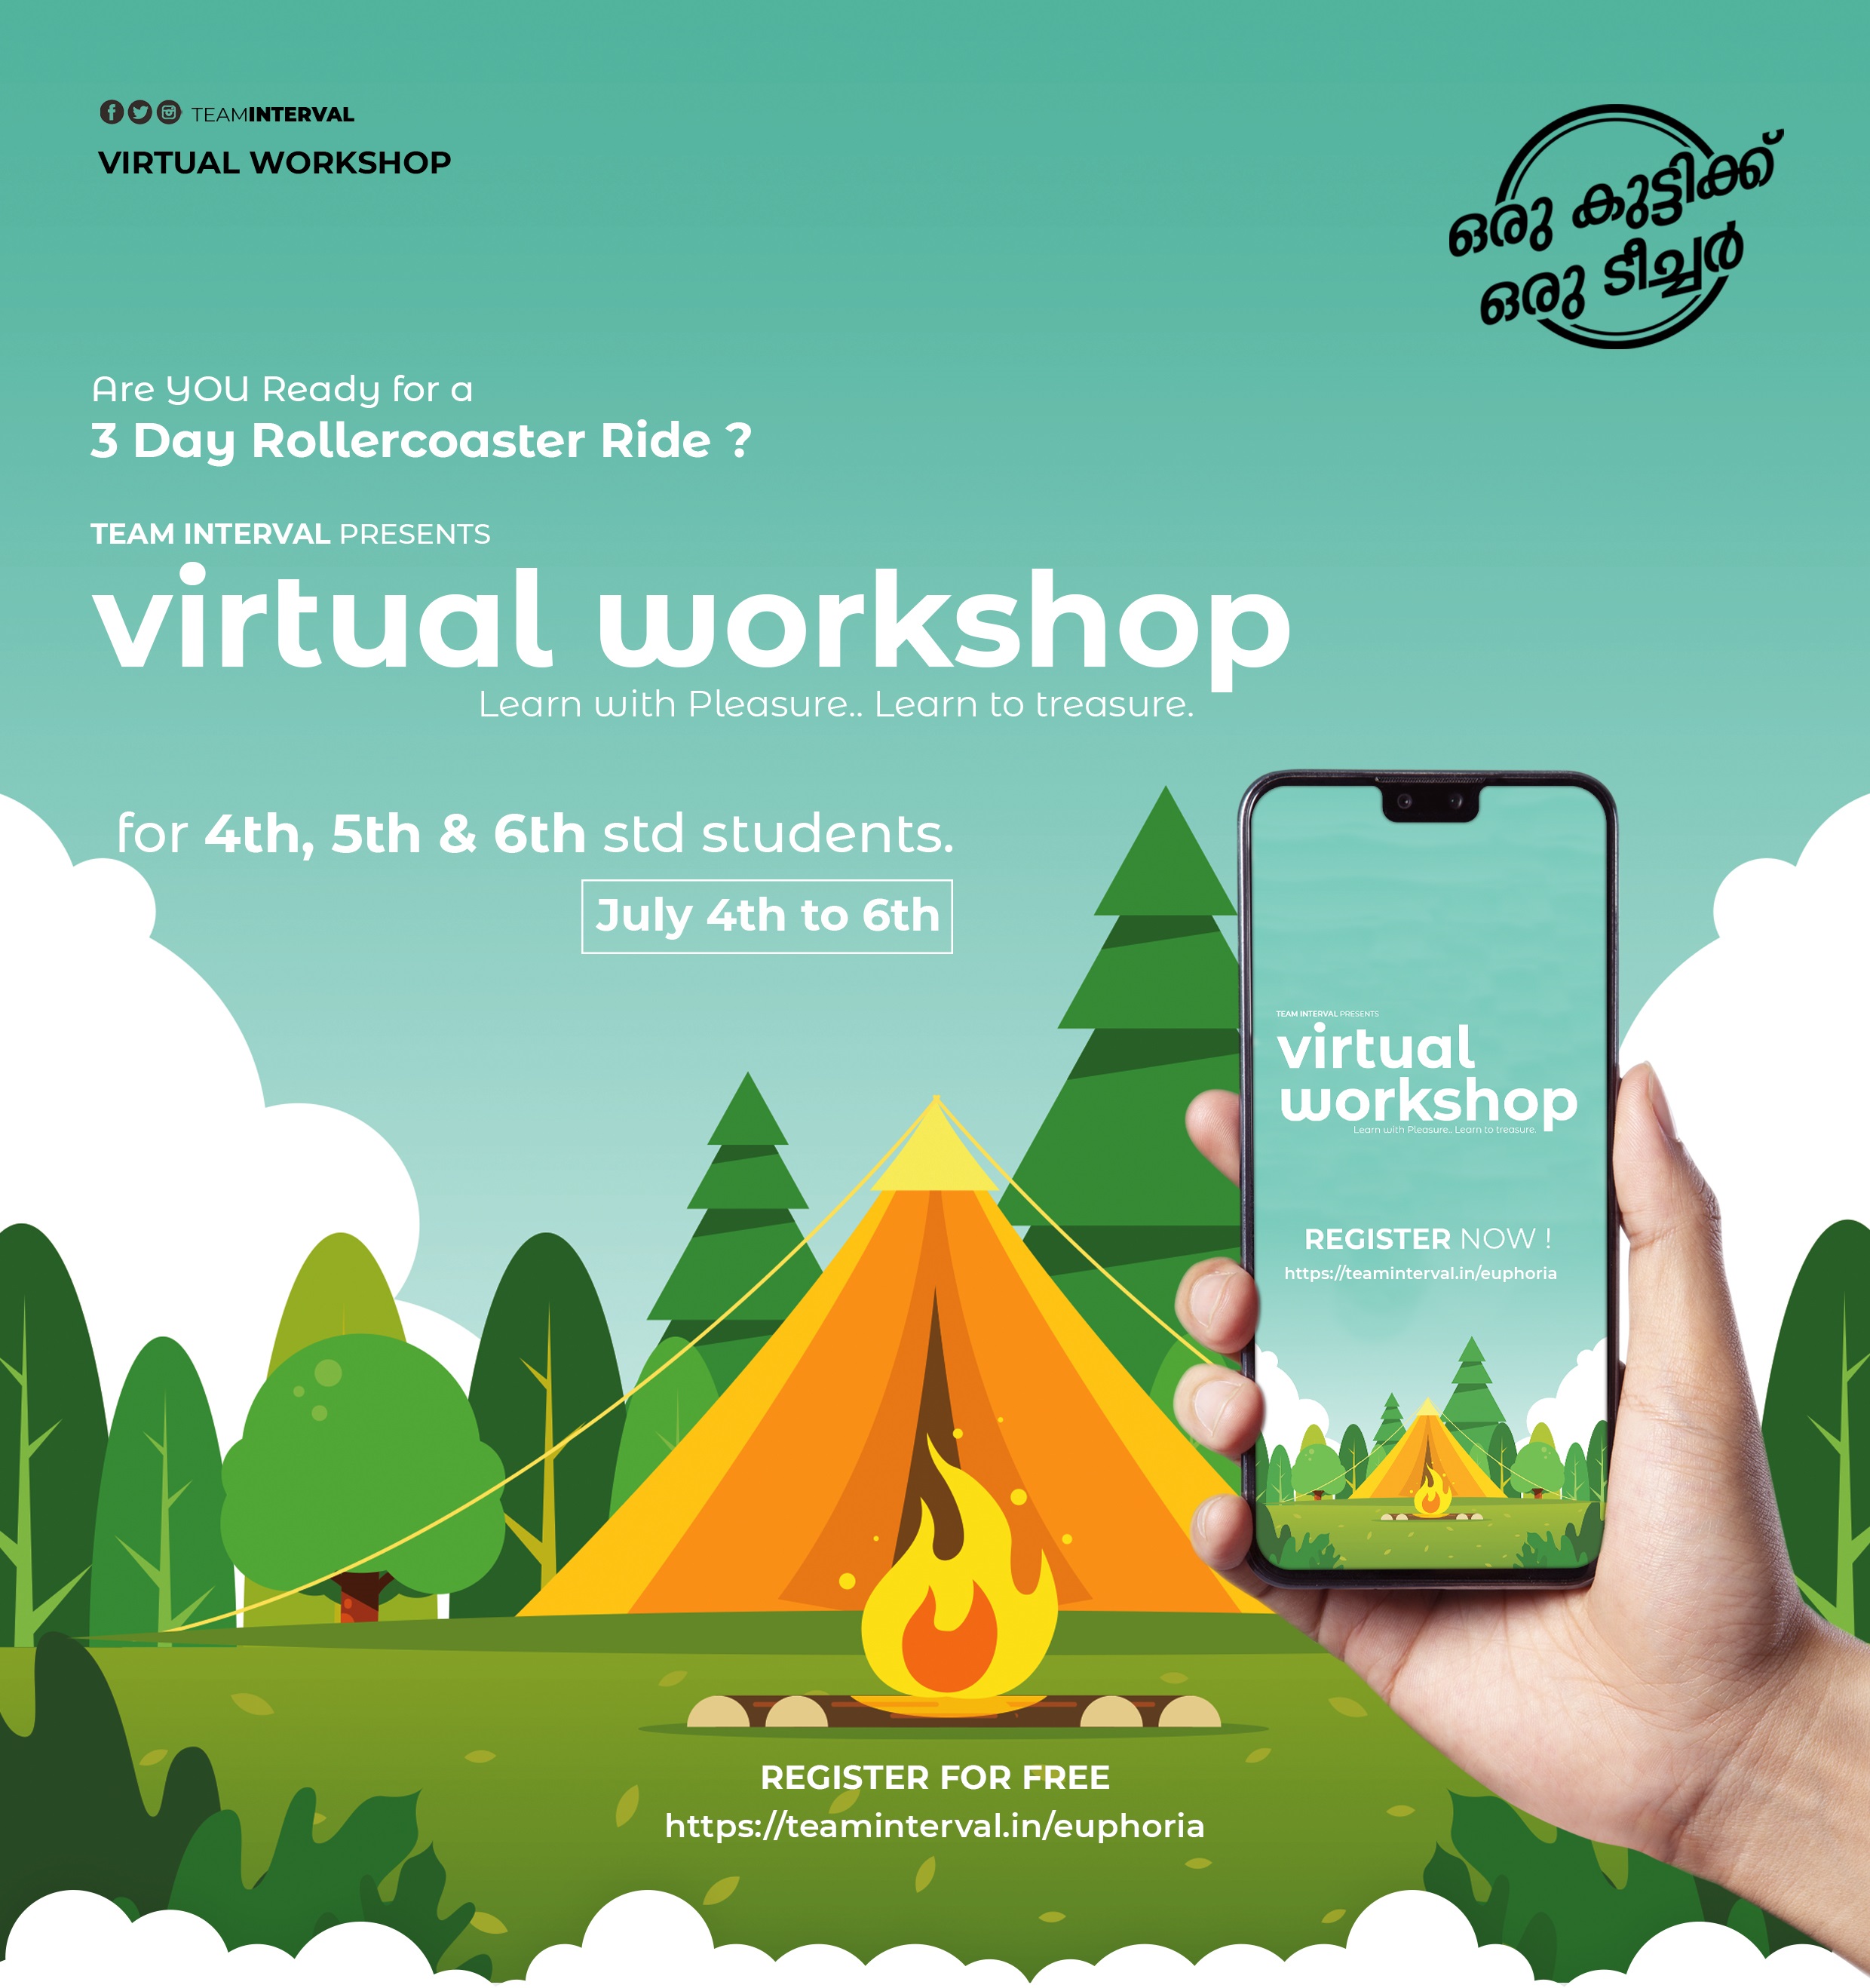 TEAMINTERVAL
VIRTUAL WORKSHOP
ഒരു കുട്ടിക്ക്
ഒരു ടീച്ചർ
Are YOU Ready for a
3 Day Rollercoaster Ride ?
TEAM INTERVAL PRESENTS
virtual workshop
Learn with Pleasure.. Learn to treasure.
for 4th, 5th & 6th std students.
July 4th to 6th
TEAM INTERVAL PRESENTS
virtual
workshop
Learn with Pleasure.. Learn to treasure.
REGISTER NOW !
https://teaminterval.in/euphoria
REGISTER FOR FREE
https://teaminterval.in/euphoria